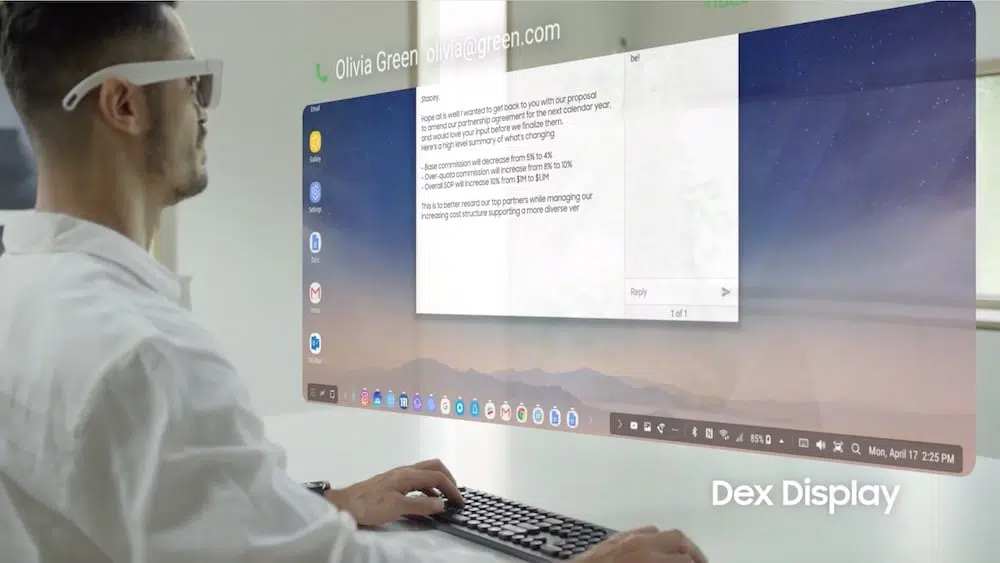 Olivia Green olivia@green.com
be!
Stacey,
Hope all is well I wanted to get back to you with our proposal
to amend our partnership agreement for the next calendar year,
and would love your input before we finalize them.
Here's a high level summary of what's changing
- Base commission will decrease from 5% to 4%
- Over-quota commission will increase from 8% to 10%
- Overall SOP will increase 10% from $1M to $1.1M
This is to better resard our top partners while managing our
increasing cost structure supporting a more diverse ver
Reply
1 of 1
Email
Gallery
Settings
85%
Mon, April 17 2:25 PM
Dex Display